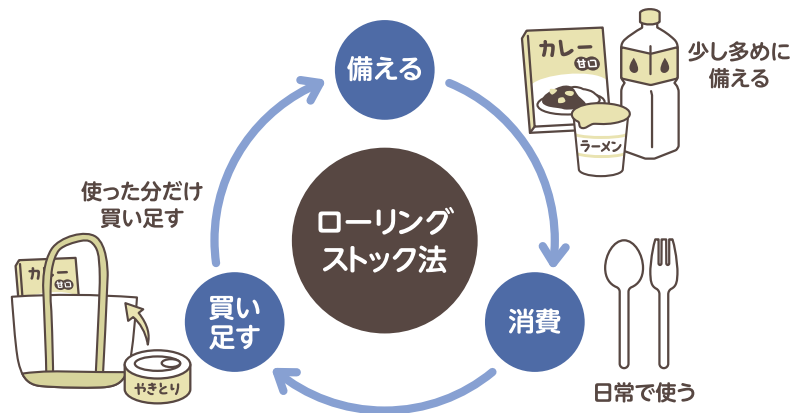 備える
カレー
甘口
ラーメン
少し多めに
備える
ローリング
ストック法
使った分だけ
買い足す
カレー
甘口
やきとり
買い
足す
消費
日常で使う